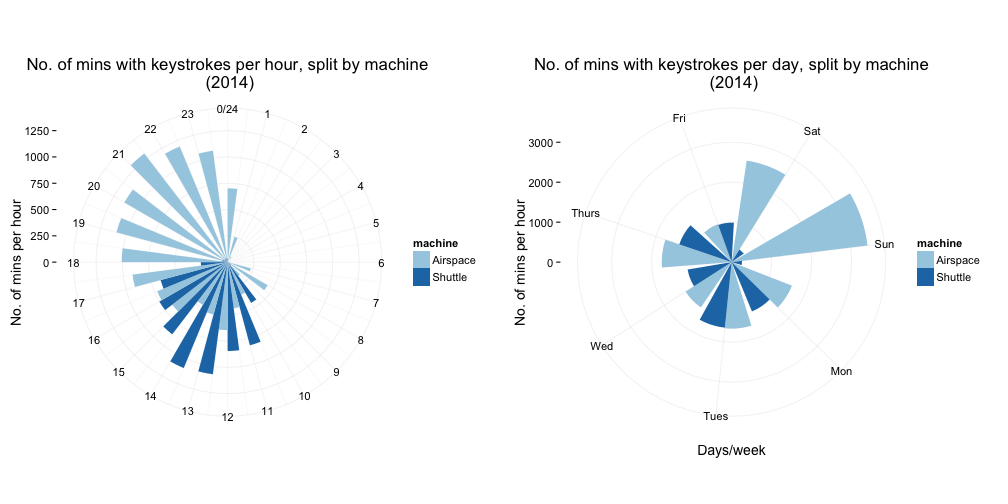 No. of mins with keystrokes per hour, split by machine
(2014)
No. of mins per hour
1250
1000
750
500
250
0
0/24
1
2
3
4
5
6
7
8
9
10
11
12
13
14
15
16
17
18
19
20
21
22
23
machine
Airspace
Shuttle
No. of mins with keystrokes per day, split by machine
(2014)
No. of mins per hour
3000
2000
1000
0
Fri
Sat
Sun
Mon
Tues
Wed
Thurs
Days/week
machine
Airspace
Shuttle